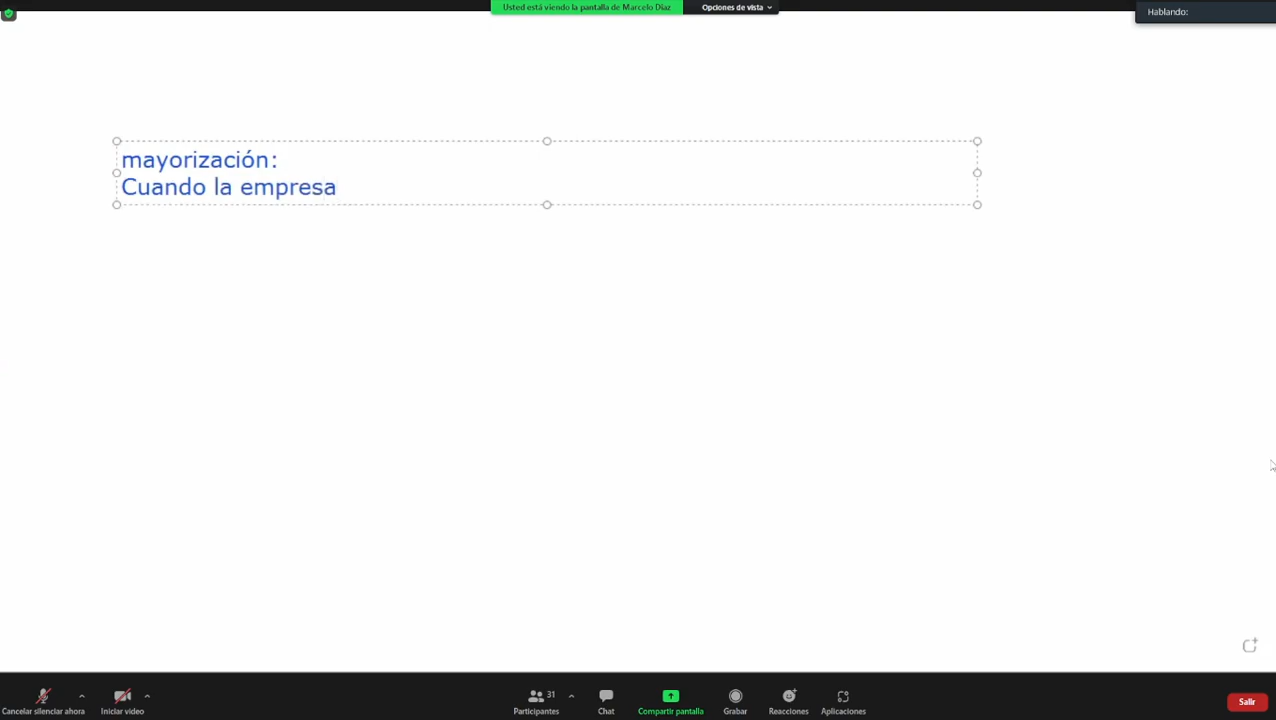 Usted está viendo la pantalla de Marcelo Díaz
Opciones de vista
Hablando:
mayorización:
Cuando la empresa
Cancelar silenciar ahora
Iniciar video
31
Participantes
Chat
Compartir pantalla
Grabar
Reacciones
Aplicaciones
Salir